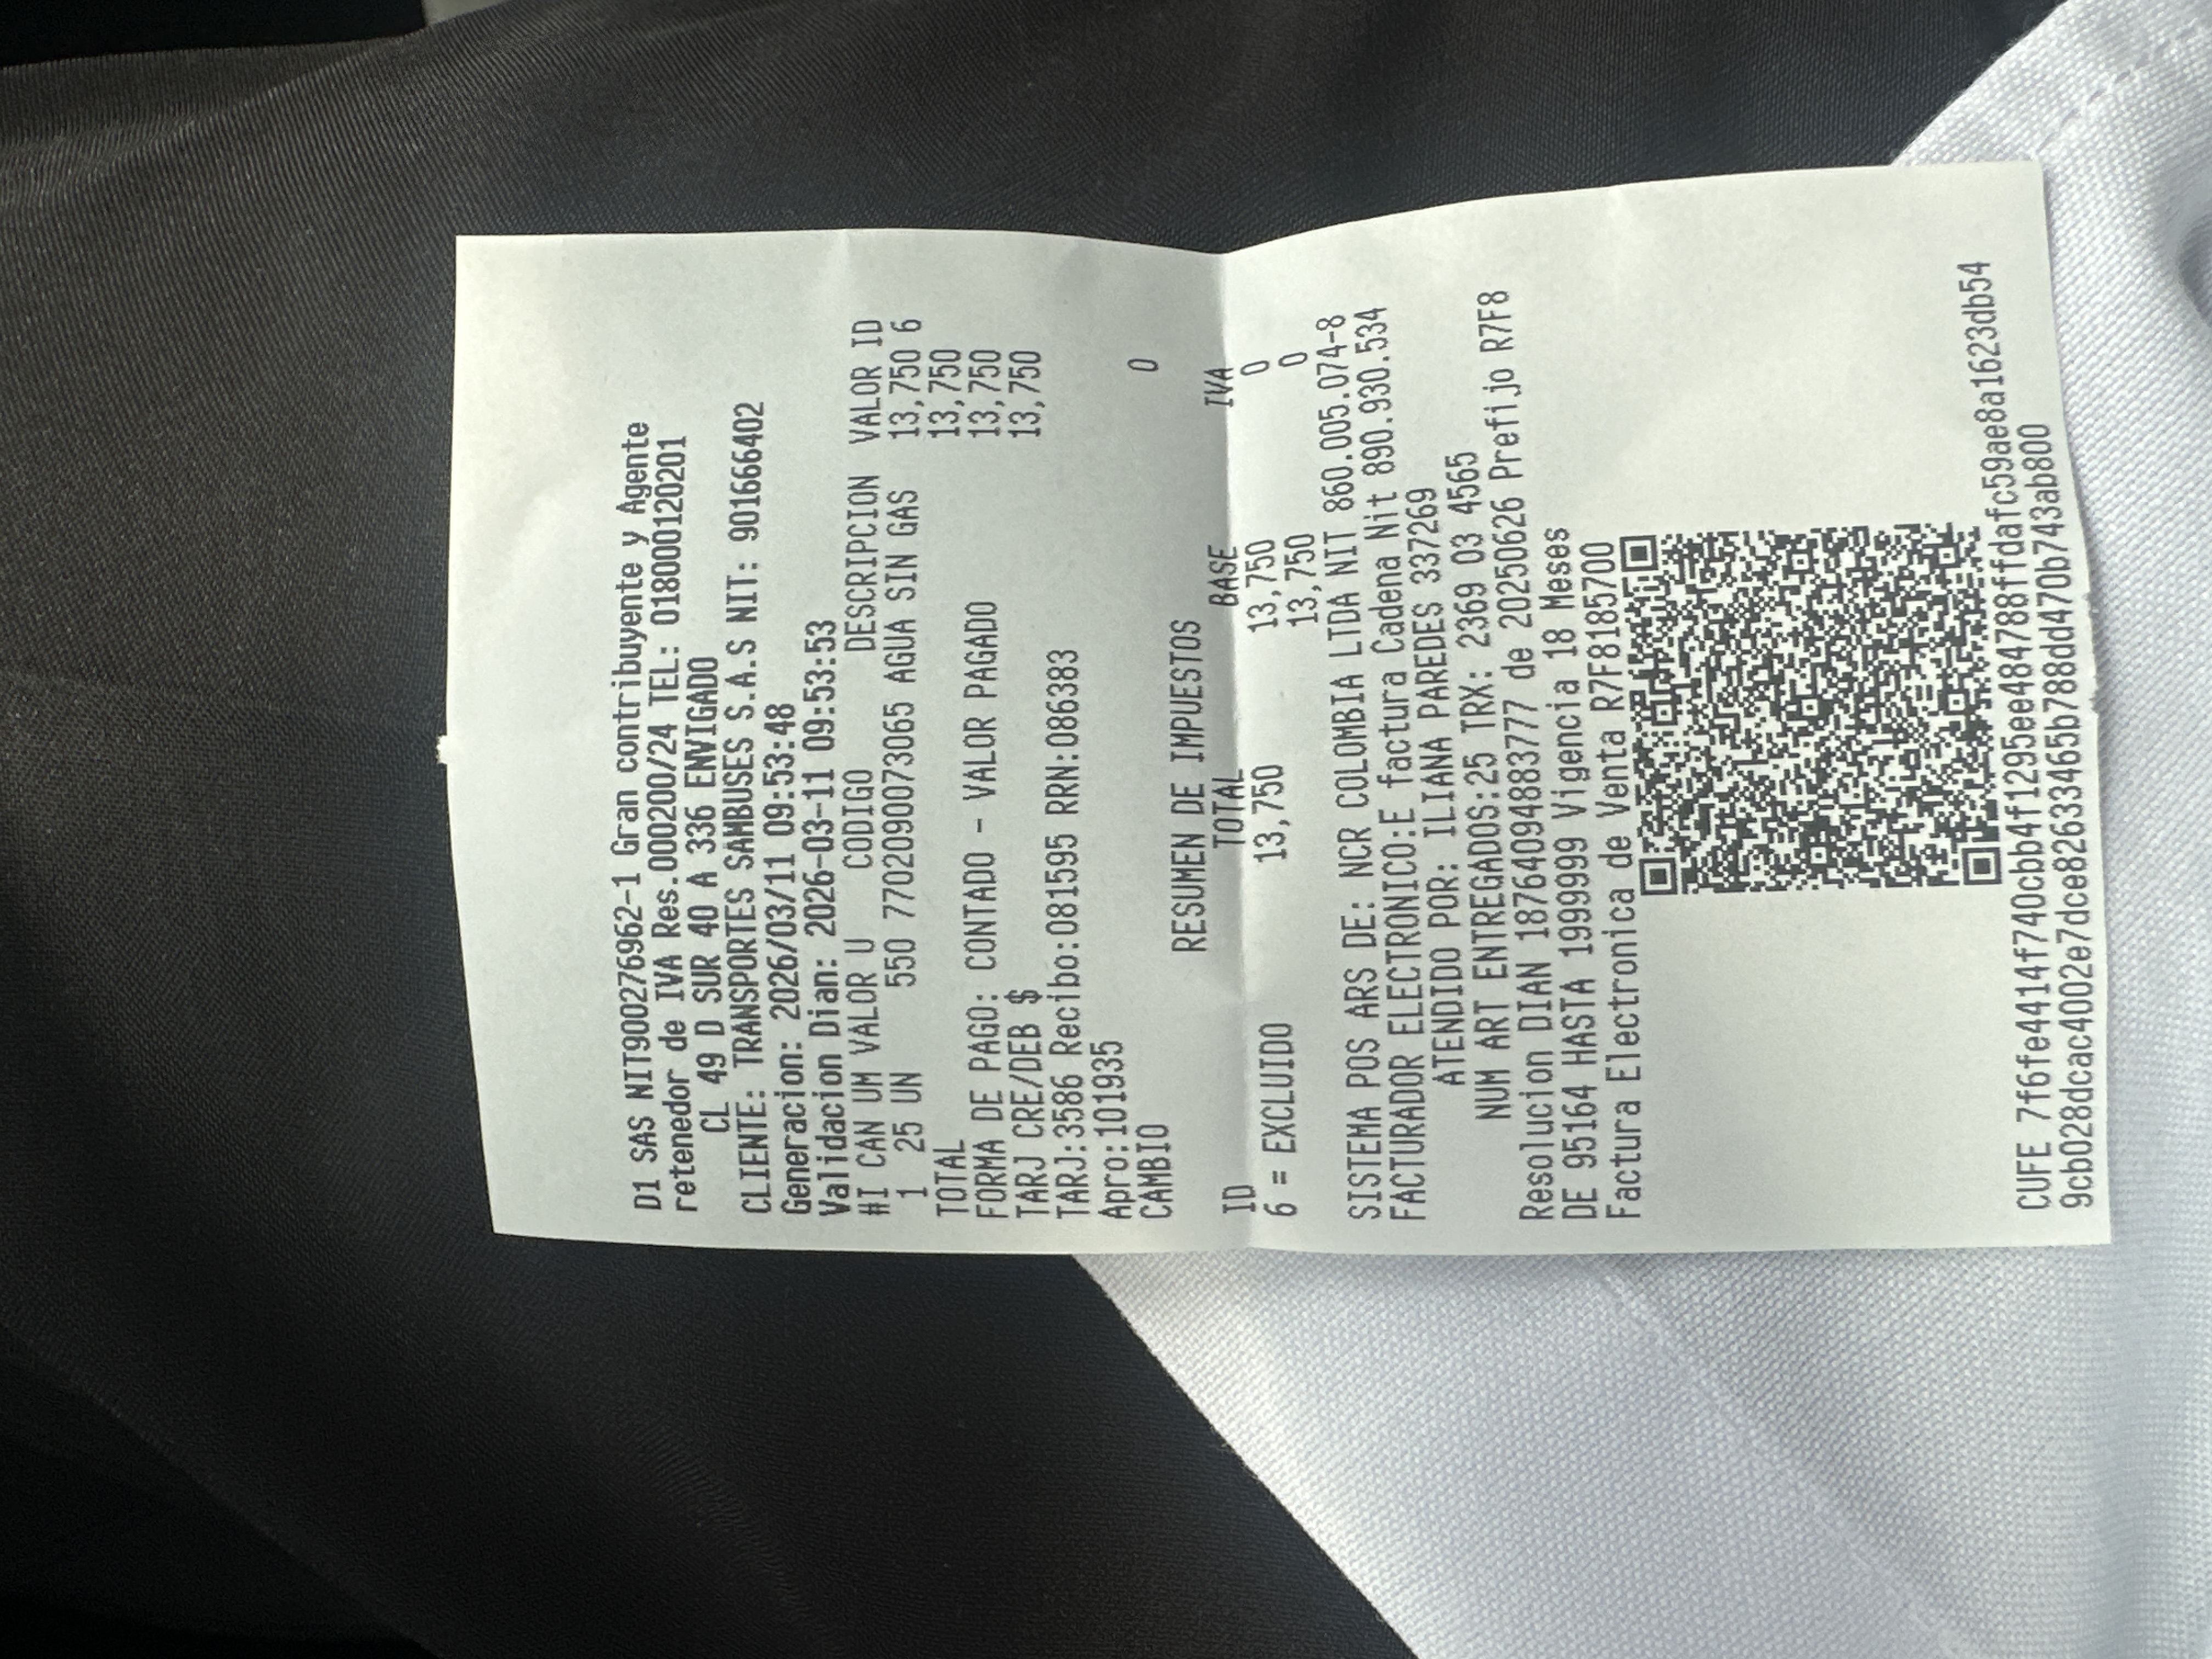 D1 SAS NIT900276962-1 Gran contribuyente y Agente
retenedor de IVA Res.000200/24 TEL: 018000120201
CL 49 D SUR 40 A 336 ENVIGADO
CLIENTE: TRANSPORTES SAMBUSES S.A.S NIT: 901666402
Generacion: 2026/03/11 09:53:48
Validacion Dian: 2026-03-11 09:53:53
#I CAN UM VALOR U CODIGO DESCRIPCION VALOR ID
1 25 UN 550 7702090073065 AGUA SIN GAS 13,750 6
TOTAL 13,750
FORMA DE PAGO: CONTADO - VALOR PAGADO 13,750
TARJ CRE/DEB $ 13,750
TARJ:3586 Recibo:081595 RRN:086383
Apro:101935
CAMBIO 0
RESUMEN DE IMPUESTOS
ID TOTAL BASE IVA
6 = EXCLUIDO 13,750 13,750 0
13,750 0
SISTEMA POS ARS DE: NCR COLOMBIA LTDA NIT 860.005.074-8
FACTURADOR ELECTRONICO:E factura Cadena Nit 890.930.534
ATENDIDO POR: ILIANA PAREDES 337269
NUM ART ENTREGADOS:25 TRX: 2369 03 4565
Resolucion DIAN 18764094883777 de 20250626 Prefijo R7F8
DE 95164 HASTA 1999999 Vigencia 18 Meses
Factura Electronica de Venta R7F8185700
CUFE 7f6fe4414f740cbb4f1295ee484788ffdafc59ae8a1623db54
9cb028dcac4002e7dce82633465b788dd470b743ab800